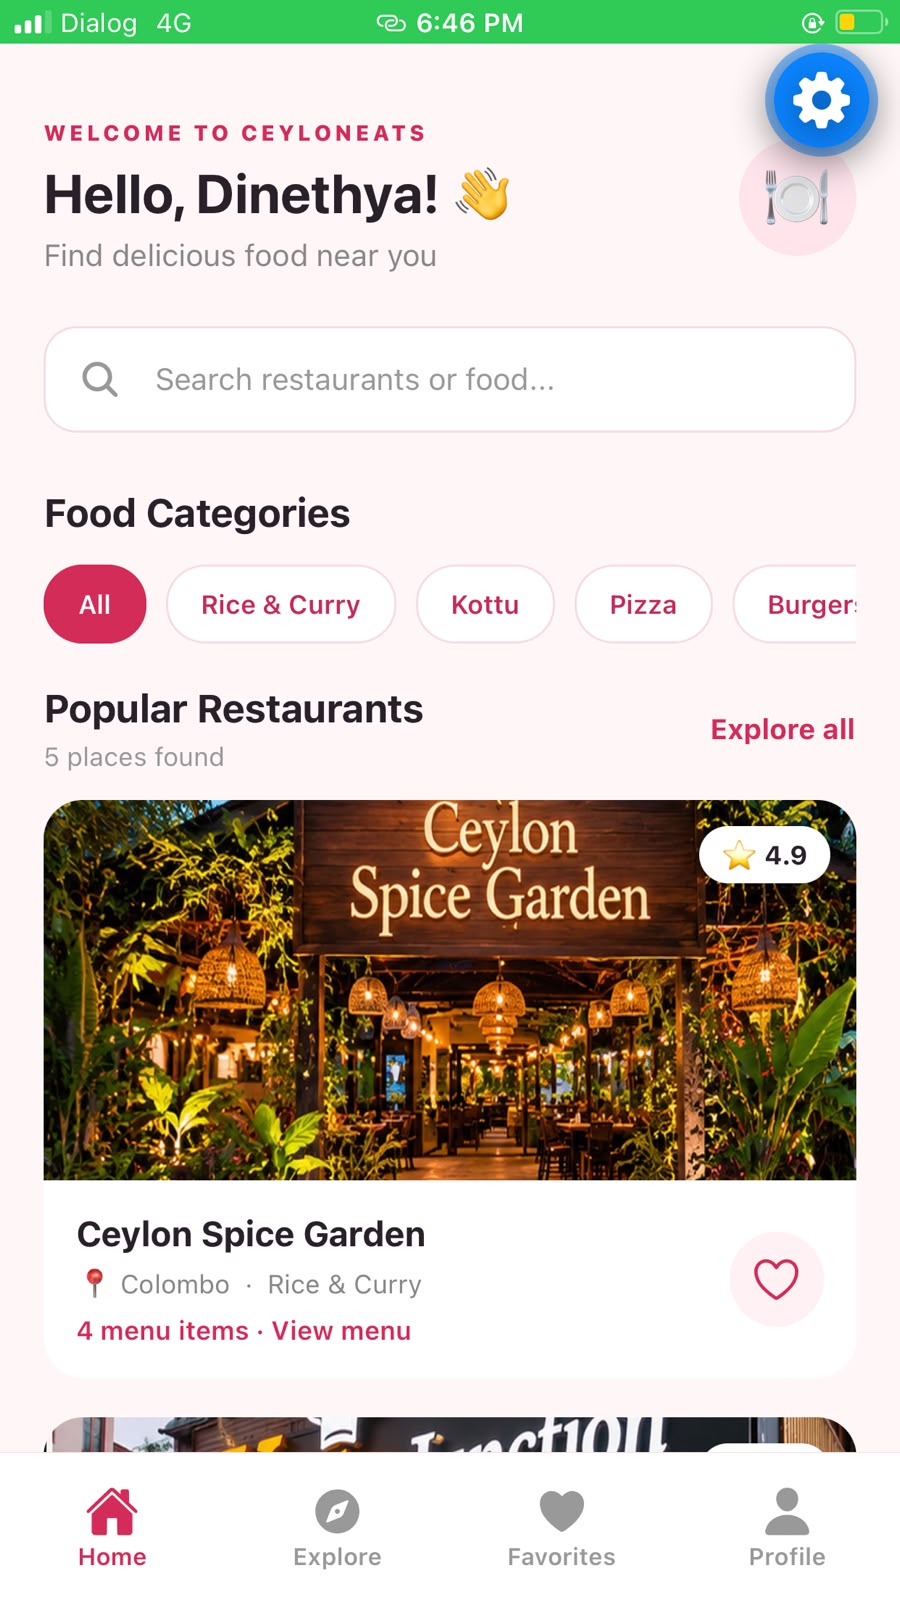 Dialog 4G 6:46 PM
WELCOME TO CEYLONEATS
Hello, Dinethya! 👋
Find delicious food near you
Search restaurants or food...
Food Categories
All Rice & Curry Kottu Pizza Burgers
Popular Restaurants
5 places found
Explore all
Ceylon
Spice Garden
⭐ 4.9
Ceylon Spice Garden
📍 Colombo · Rice & Curry
4 menu items · View menu
Junction
Home Explore Favorites Profile